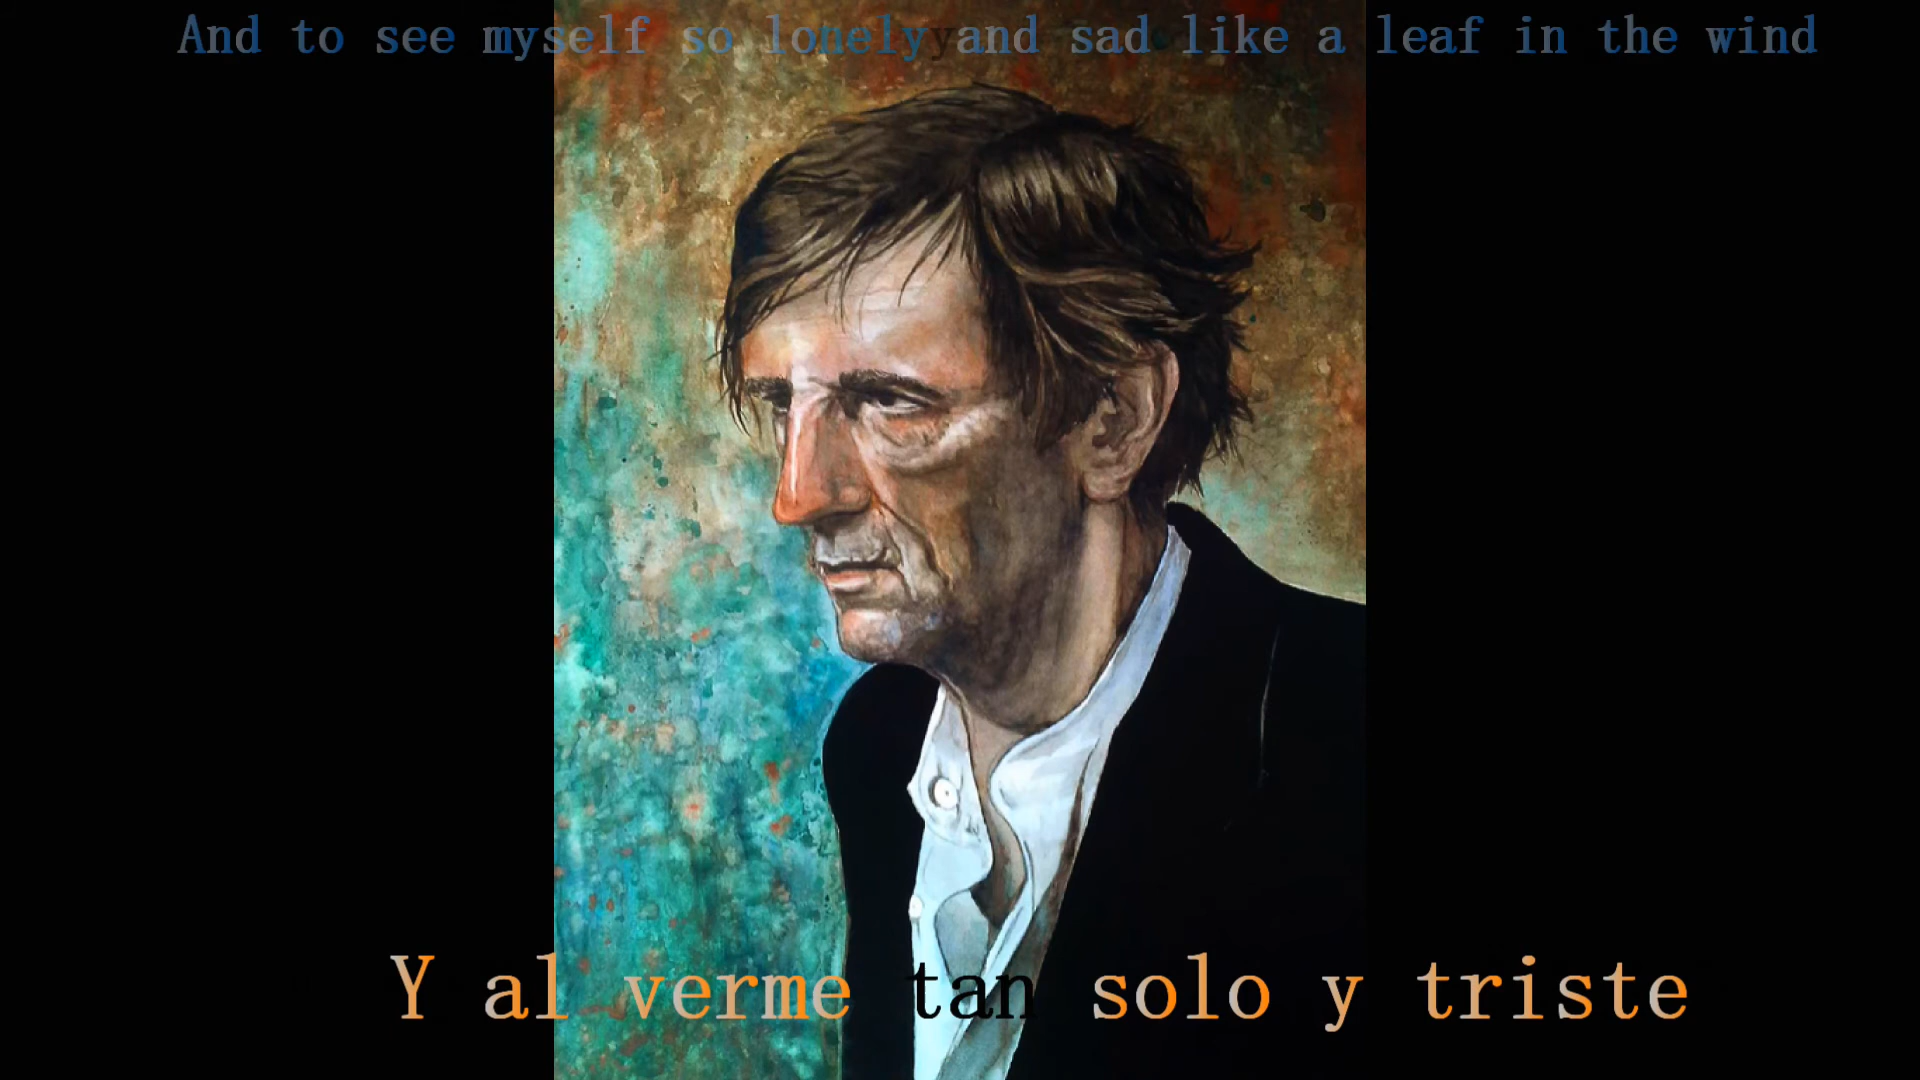 And to see myself so lonely and sad like a leaf in the wind
Y al verme tan solo y triste